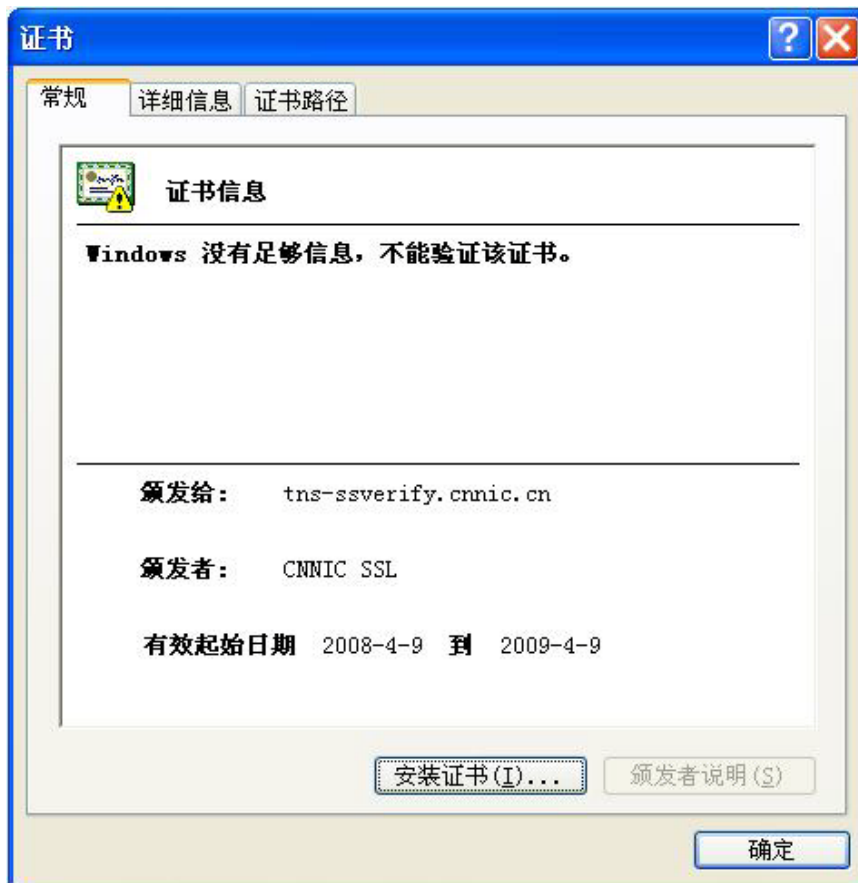 证书
常规 详细信息 证书路径
证书信息
Windows 没有足够信息，不能验证该证书。
颁发给： tns-ssverify.cnnic.cn
颁发者： CNNIC SSL
有效起始日期 2008-4-9 到 2009-4-9
安装证书(I)... 颁发者说明(S)
确定